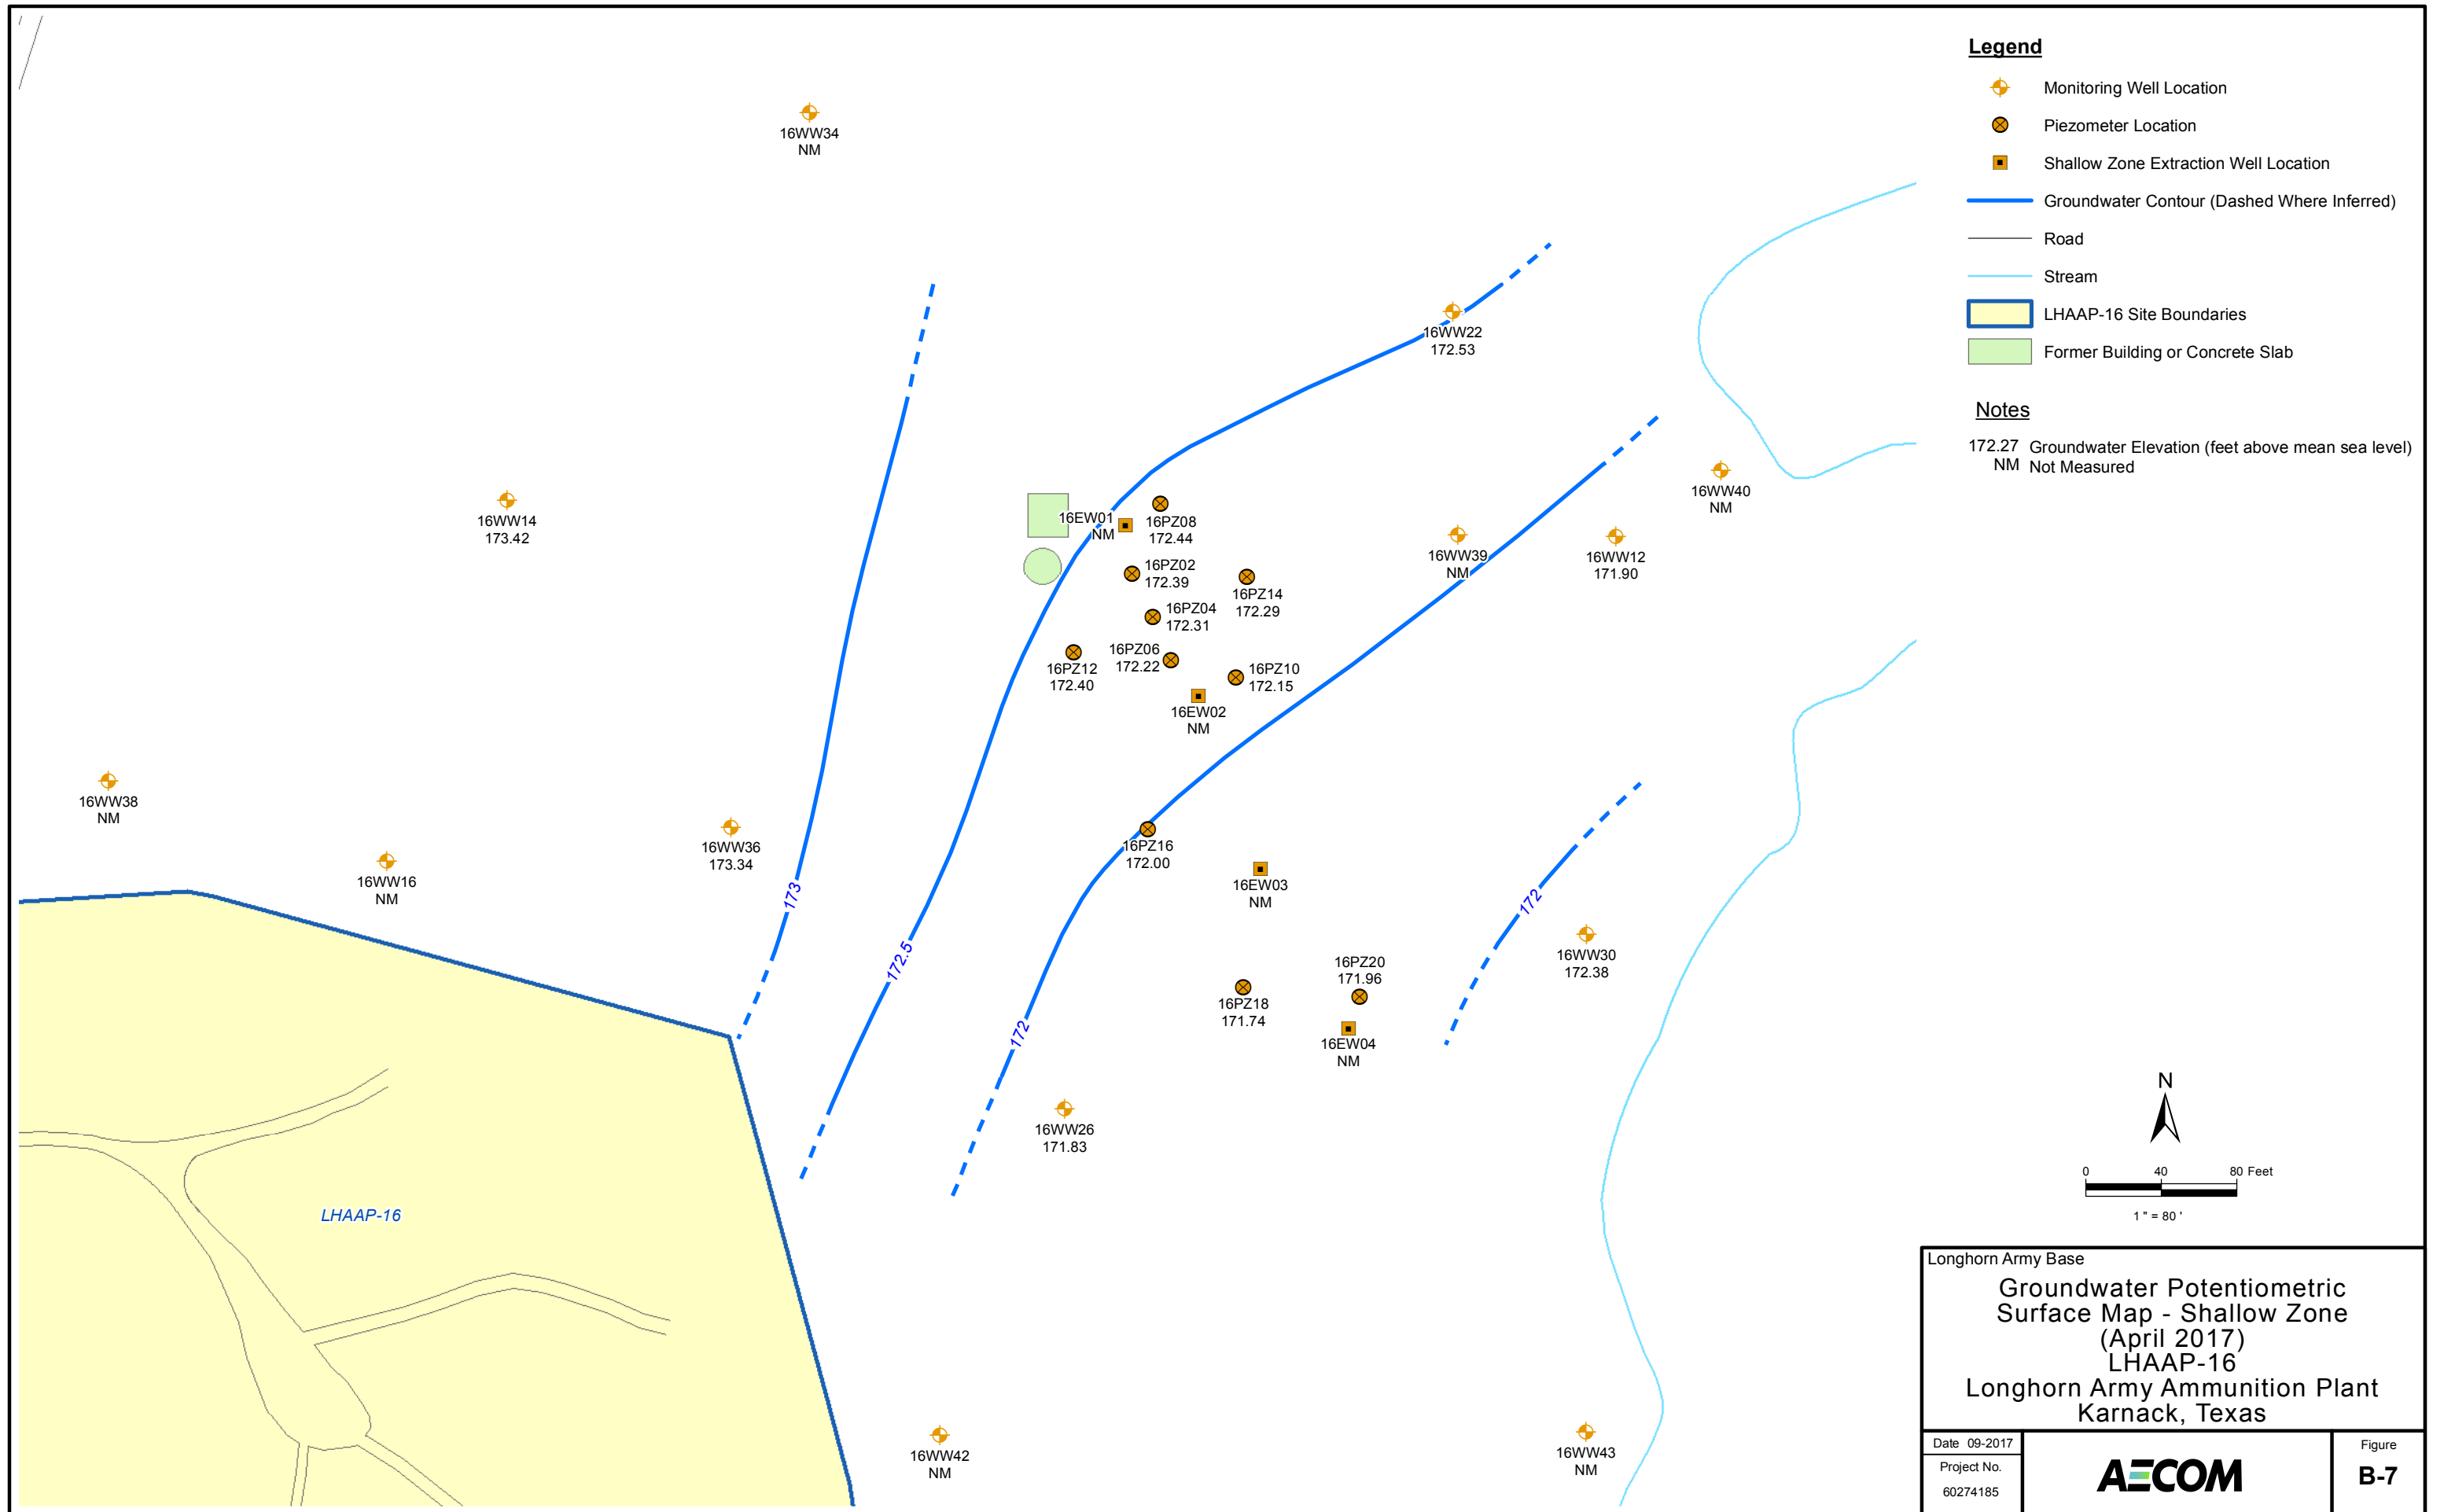 16WW34
NM
16WW22
172.53
16WW14
173.42
16EW01
NM
16PZ08
172.44
16PZ02
172.39
16PZ14
172.29
16PZ04
172.31
16PZ06
172.22
16PZ12
172.40
16PZ10
172.15
16EW02
NM
16WW39
NM
16WW12
171.90
16WW40
NM
16WW38
NM
16WW16
NM
16WW36
173.34
16PZ16
172.00
16EW03
NM
173
172.5
172
172
16WW30
172.38
16PZ20
171.96
16PZ18
171.74
16EW04
NM
16WW26
171.83
LHAAP-16
16WW42
NM
16WW43
NM
Legend
Monitoring Well Location
Piezometer Location
Shallow Zone Extraction Well Location
Groundwater Contour (Dashed Where Inferred)
Road
Stream
LHAAP-16 Site Boundaries
Former Building or Concrete Slab
Notes
172.27 Groundwater Elevation (feet above mean sea level)
NM Not Measured
N
0 40 80 Feet
1 " = 80 '
Longhorn Army Base
Groundwater Potentiometric
Surface Map - Shallow Zone
(April 2017)
LHAAP-16
Longhorn Army Ammunition Plant
Karnack, Texas
Date 09-2017
Project No.
60274185
AECOM
Figure
B-7